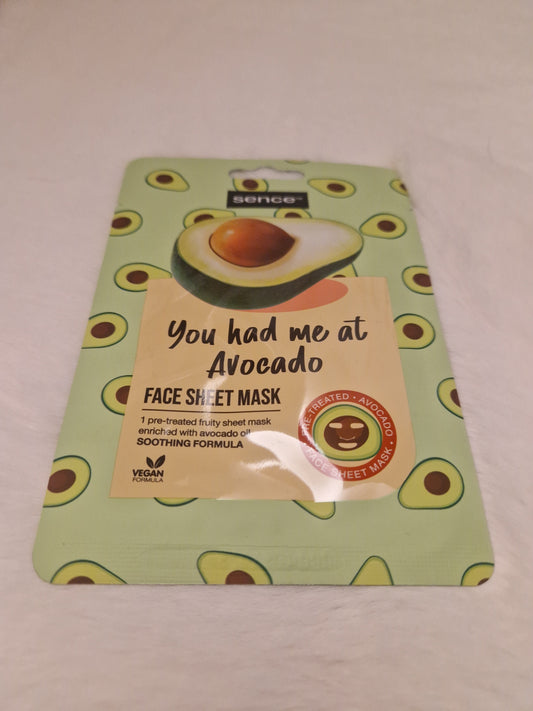 sence™
You had me at
Avocado
FACE SHEET MASK
1 pre-treated fruity sheet mask
enriched with avocado oil
SOOTHING FORMULA
VEGAN
FORMULA
PRE-TREATED • AVOCADO
• FACE SHEET MASK •